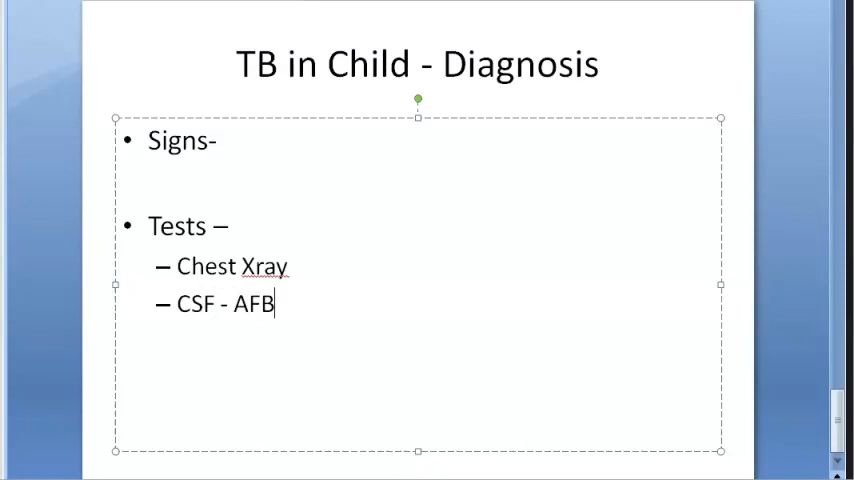 TB in Child - Diagnosis
• Signs-
• Tests –
– Chest Xray
– CSF - AFB